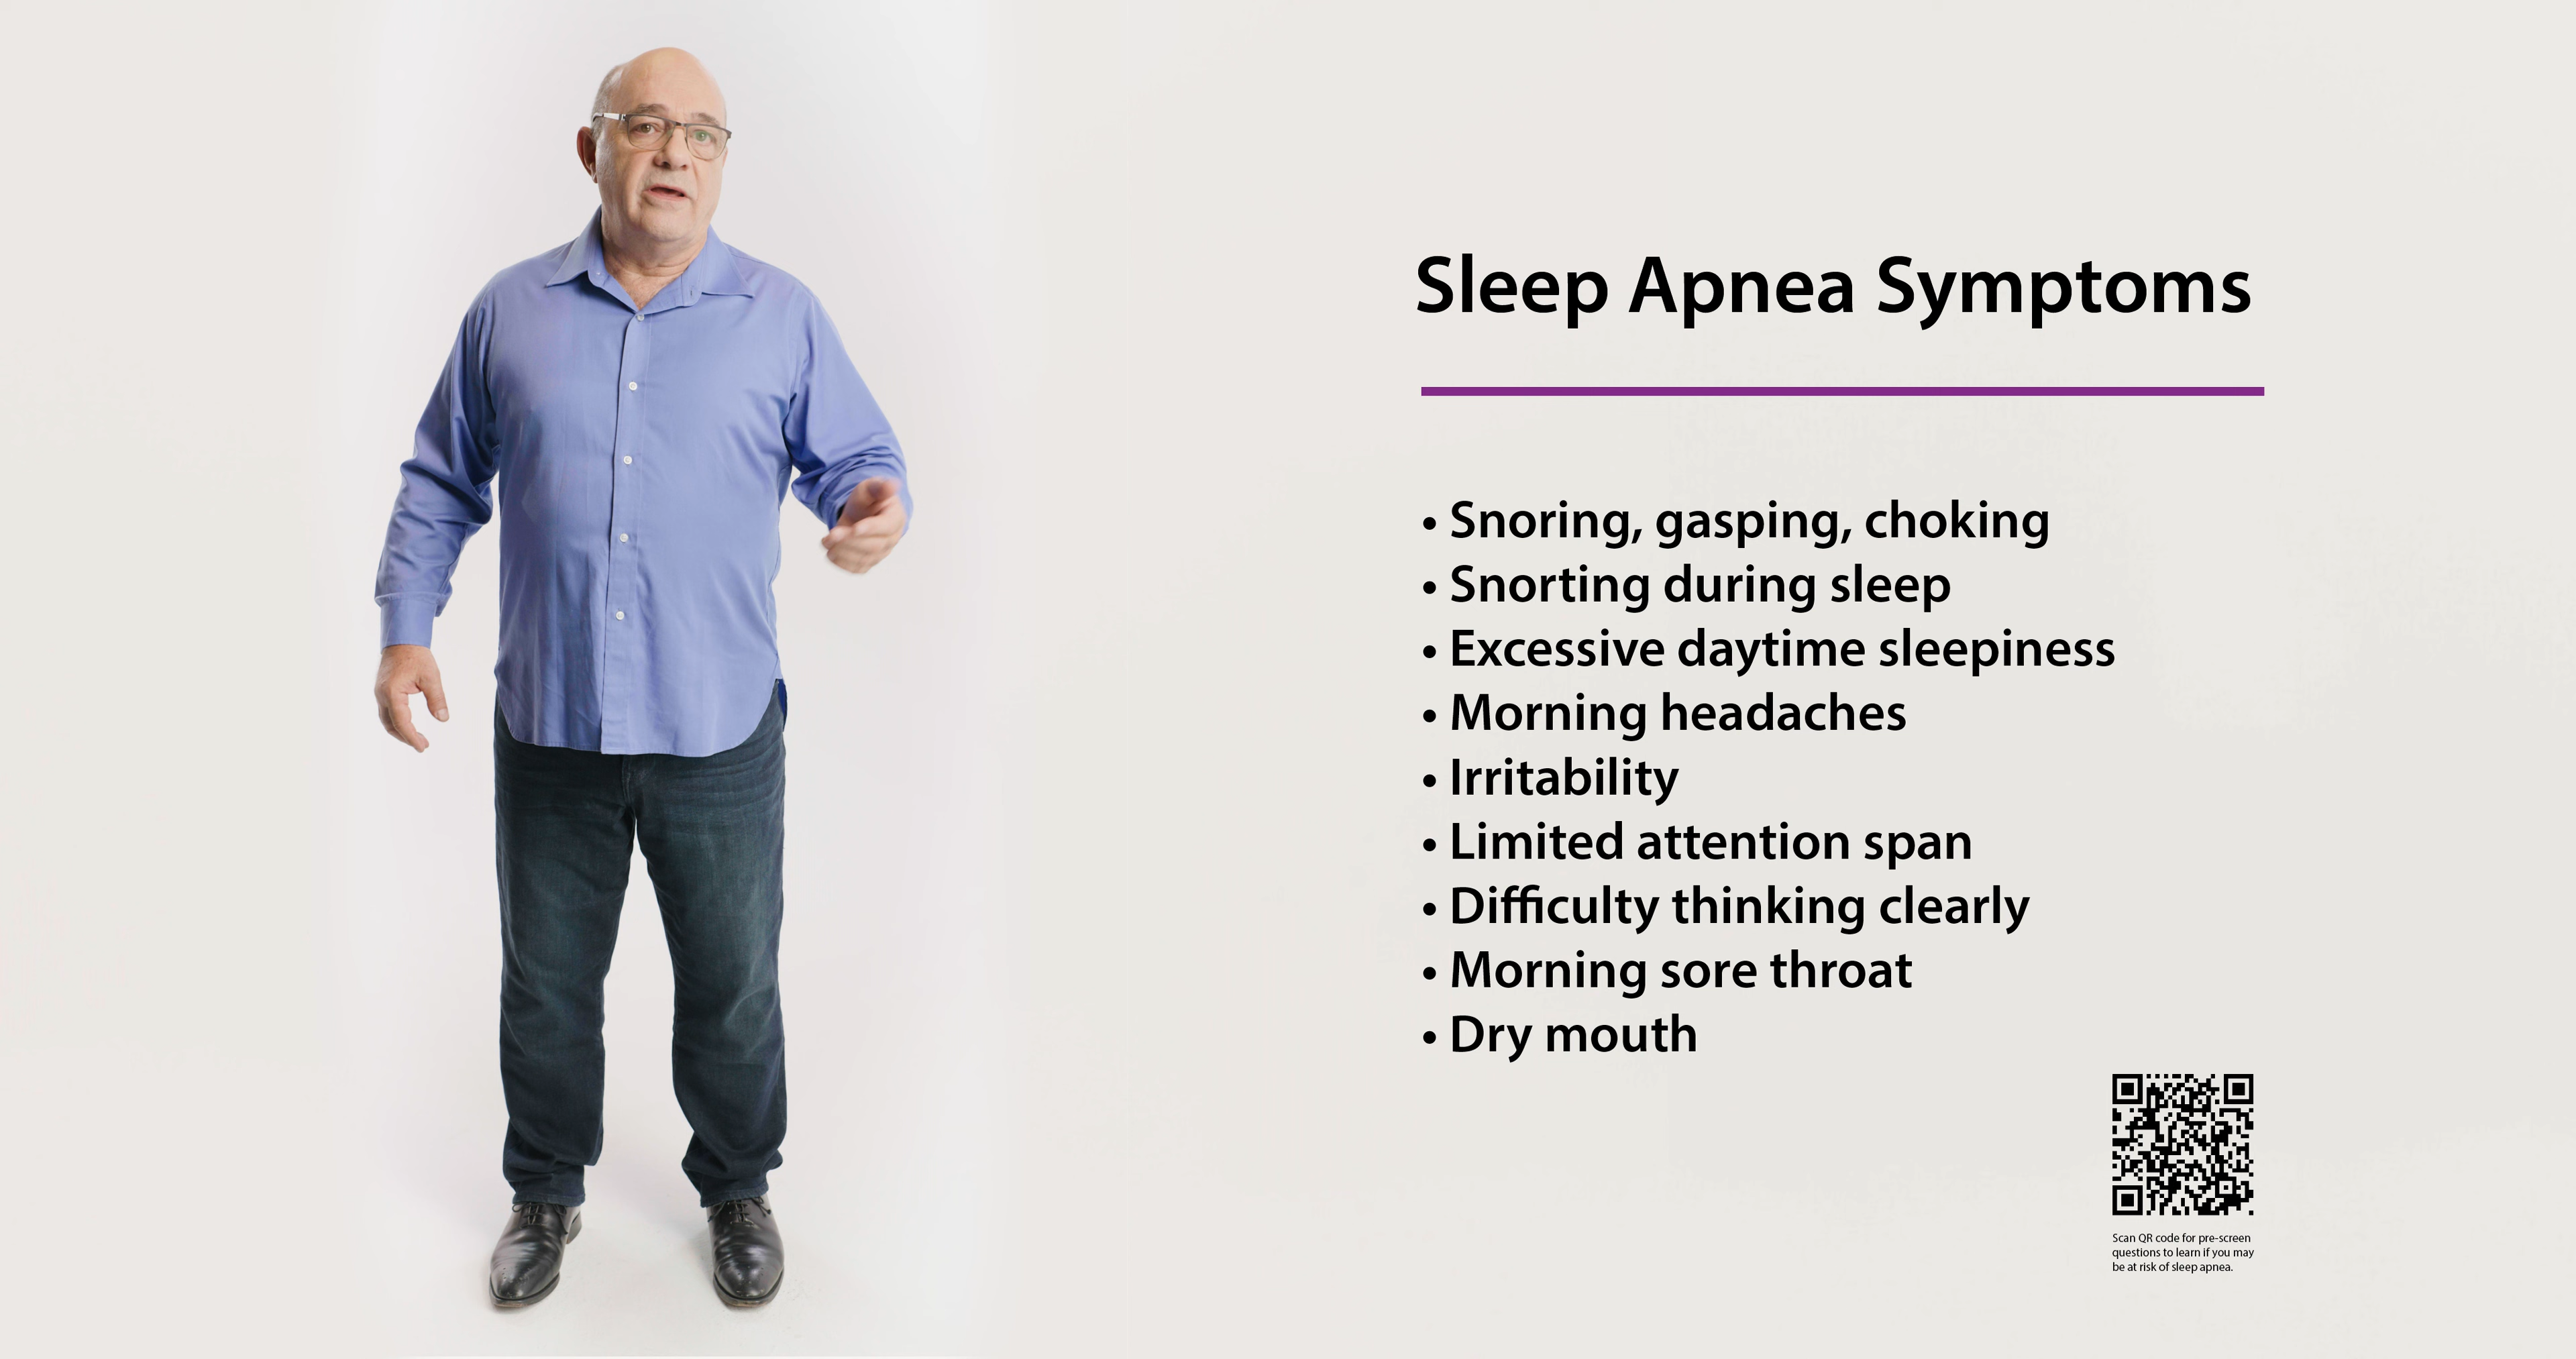 Sleep Apnea Symptoms
• Snoring, gasping, choking
• Snorting during sleep
• Excessive daytime sleepiness
• Morning headaches
• Irritability
• Limited attention span
• Difficulty thinking clearly
• Morning sore throat
• Dry mouth
Scan QR code for pre-screen
questions to learn if you may
be at risk of sleep apnea.